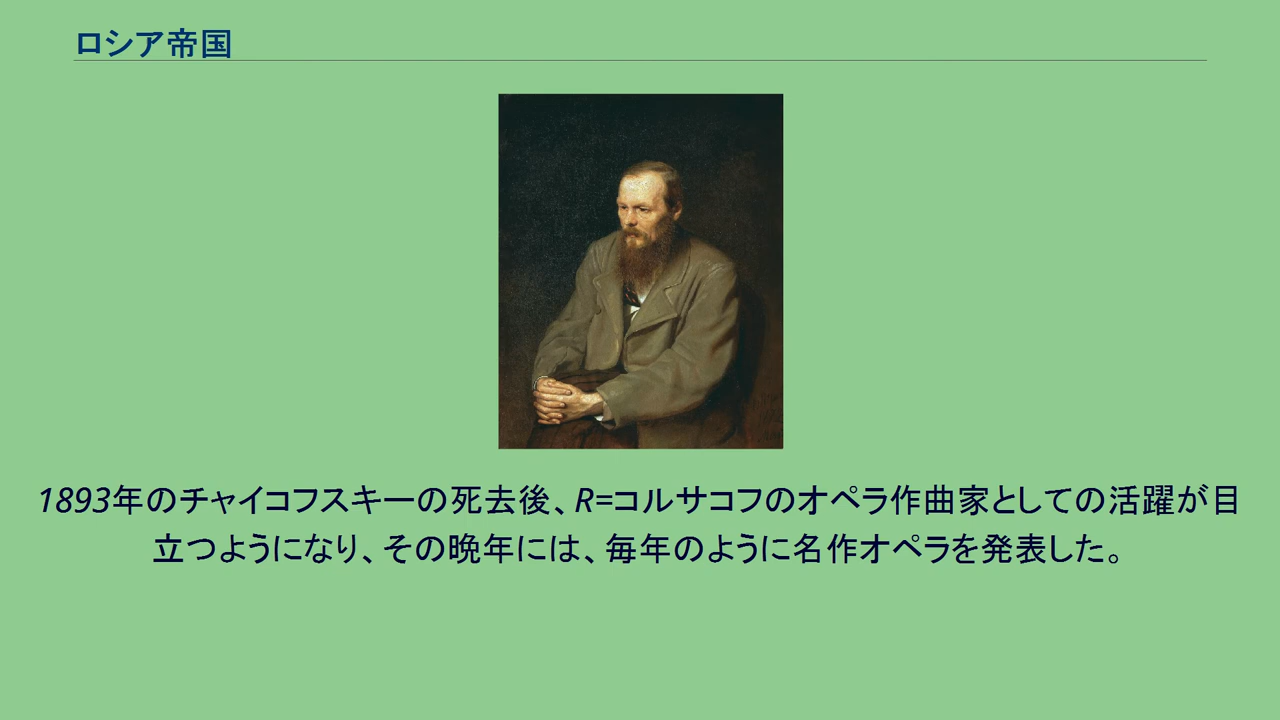 ロシア帝国
1893年のチャイコフスキーの死去後、R=コルサコフのオペラ作曲家としての活躍が目
立つようになり、その晩年には、毎年のように名作オペラを発表した。